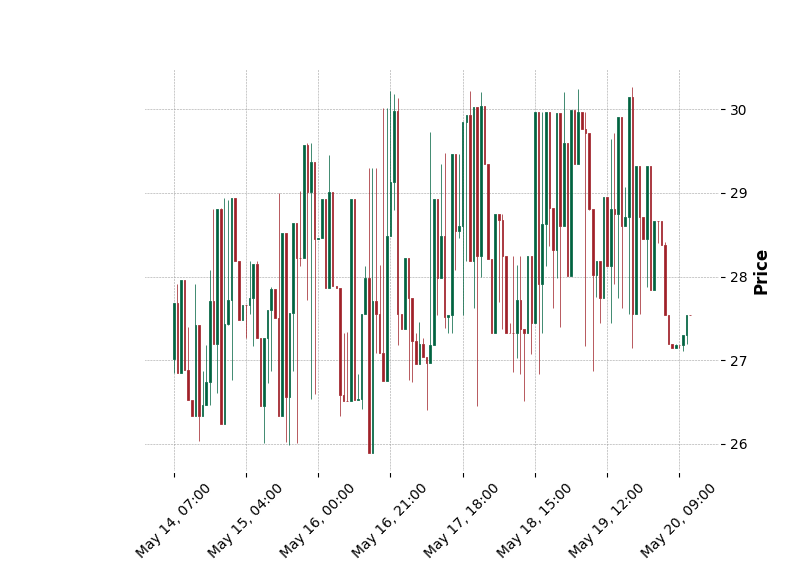 30
29
28
27
26
Price
May 14, 07:00
May 15, 04:00
May 16, 00:00
May 16, 21:00
May 17, 18:00
May 18, 15:00
May 19, 12:00
May 20, 09:00